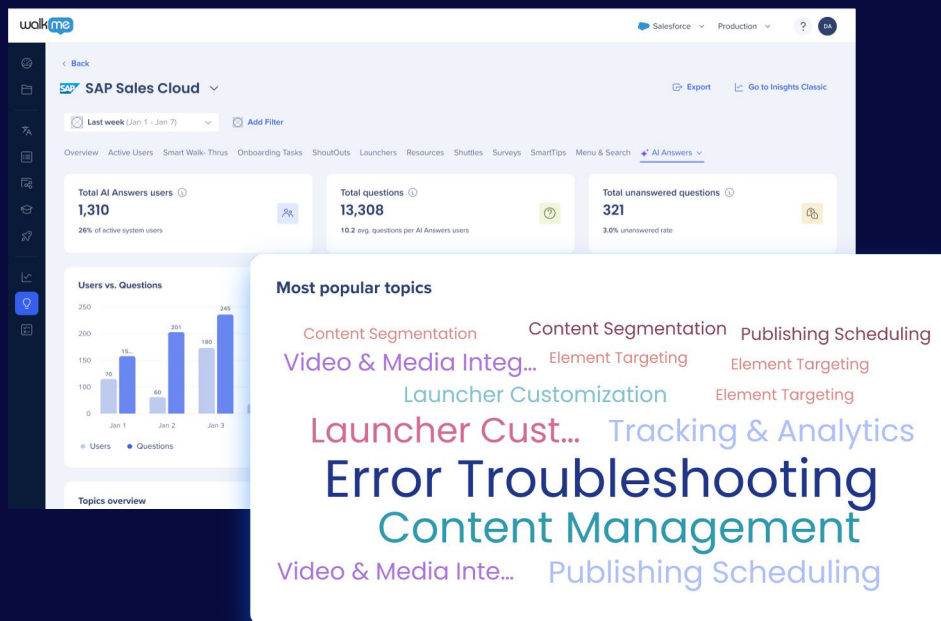 walkme
Salesforce Production ? DA
< Back
SAP SAP Sales Cloud
Export Go to Inisghts Classic
Last week (Jan 1 - Jan 7) Add Filter
Overview Active Users Smart Walk- Thrus Onboarding Tasks ShoutOuts Launchers Resources Shuttles Surveys SmartTips Menu & Search AI Answers
Total AI Answers users
1,310
26% of active system users
Total questions
13,308
10.2 avg. questions per AI Answers users
Total unanswered questions
321
3.0% unanswered rate
Users vs. Questions
250
200
150
100
0
70
15...
60
201
180
245
Jan 1 Jan 2 Jan 3
Users Questions
Topics overview
Most popular topics
Content Segmentation Content Segmentation Publishing Scheduling
Video & Media Integ... Element Targeting Element Targeting
Launcher Customization Element Targeting
Launcher Cust... Tracking & Analytics
Error Troubleshooting
Content Management
Video & Media Inte... Publishing Scheduling